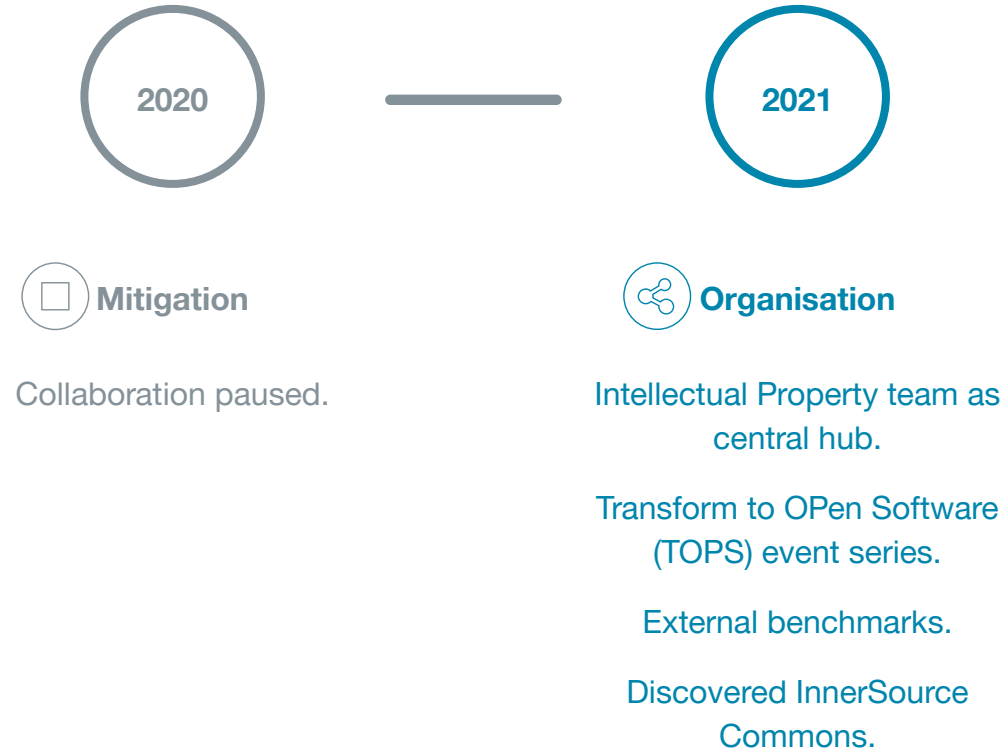 2020
2021
Mitigation
Organisation
Collaboration paused.
Intellectual Property team as
central hub.
Transform to OPen Software
(TOPS) event series.
External benchmarks.
Discovered InnerSource
Commons.